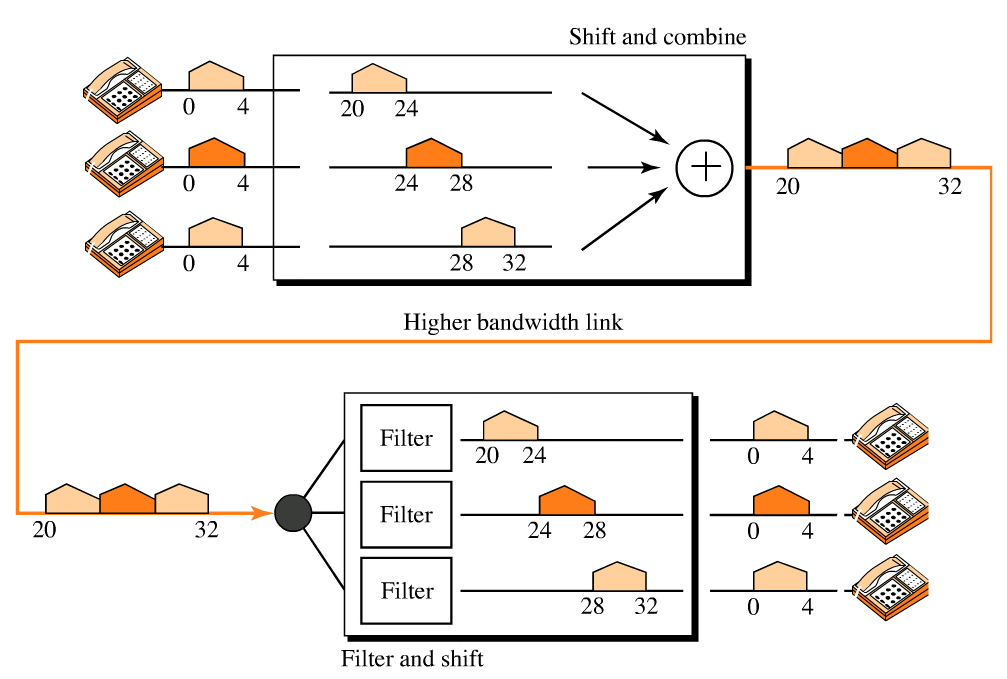 Shift and combine
0 4 20 24
0 4 24 28
20 32
0 4 28 32
Higher bandwidth link
Filter
20 24 0 4
Filter
20 32
24 28 0 4
Filter
28 32 0 4
Filter and shift